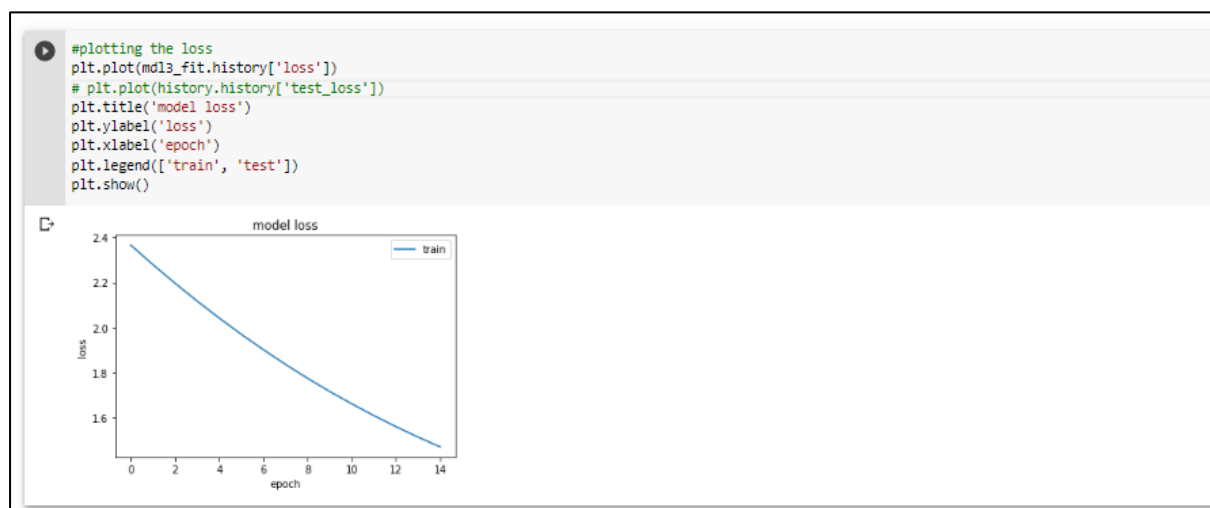 #plotting the loss
plt.plot(mdl3_fit.history['loss'])
# plt.plot(history.history['test_loss'])
plt.title('model loss')
plt.ylabel('loss')
plt.xlabel('epoch')
plt.legend(['train', 'test'])
plt.show()
model loss
train
2.4
2.2
2.0
1.8
1.6
loss
0 2 4 6 8 10 12 14
epoch